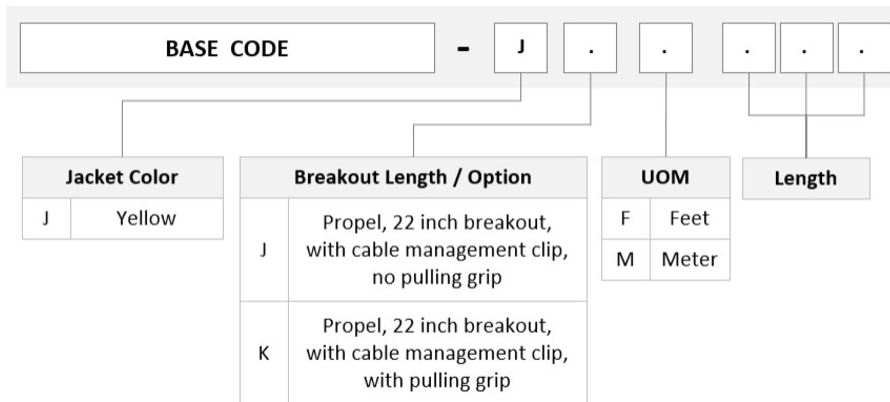 BASE CODE - J . . . . .
Jacket Color
J Yellow
Breakout Length / Option
J Propel, 22 inch breakout,
with cable management clip,
no pulling grip
K Propel, 22 inch breakout,
with cable management clip,
with pulling grip
UOM
F Feet
M Meter
Length